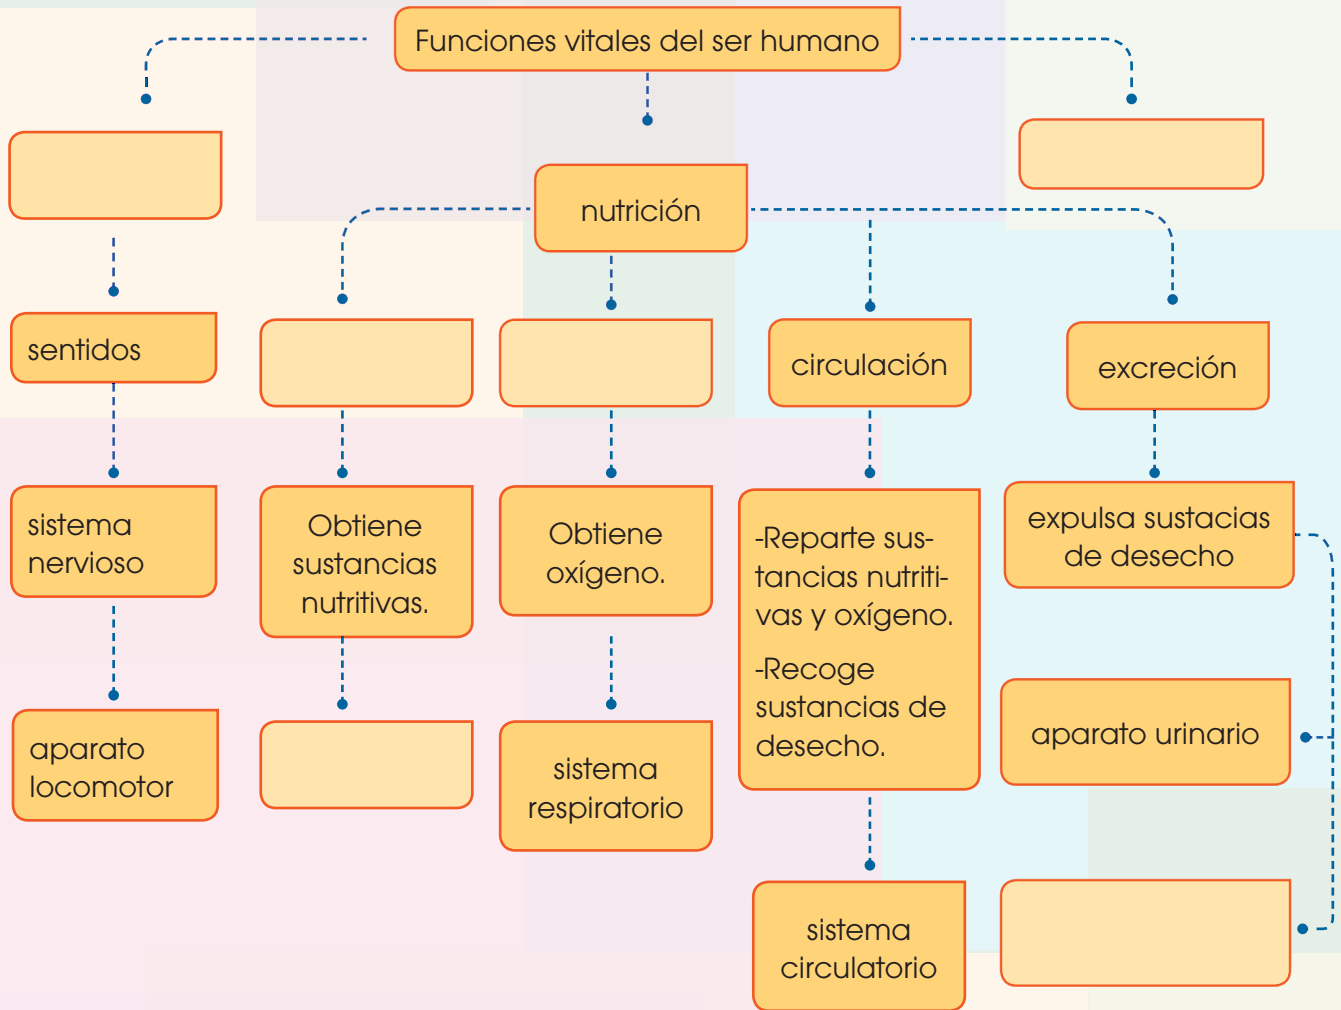 Funciones vitales del ser humano
nutrición
sentidos
circulación
excreción
sistema
nervioso
Obtiene
sustancias
nutritivas.
Obtiene
oxígeno.
-Reparte sus-
tancias nutriti-
vas y oxígeno.
-Recoge
sustancias de
desecho.
expulsa sustacias
de desecho
aparato
locomotor
sistema
respiratorio
aparato urinario
sistema
circulatorio